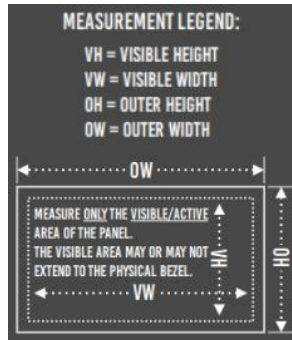 MEASUREMENT LEGEND:
VH = VISIBLE HEIGHT
VW = VISIBLE WIDTH
OH = OUTER HEIGHT
OW = OUTER WIDTH
OW
MEASURE ONLY THE VISIBLE/ACTIVE
AREA OF THE PANEL.
THE VISIBLE AREA MAY OR MAY NOT
EXTEND TO THE PHYSICAL BEZEL.
VH
OH
VW